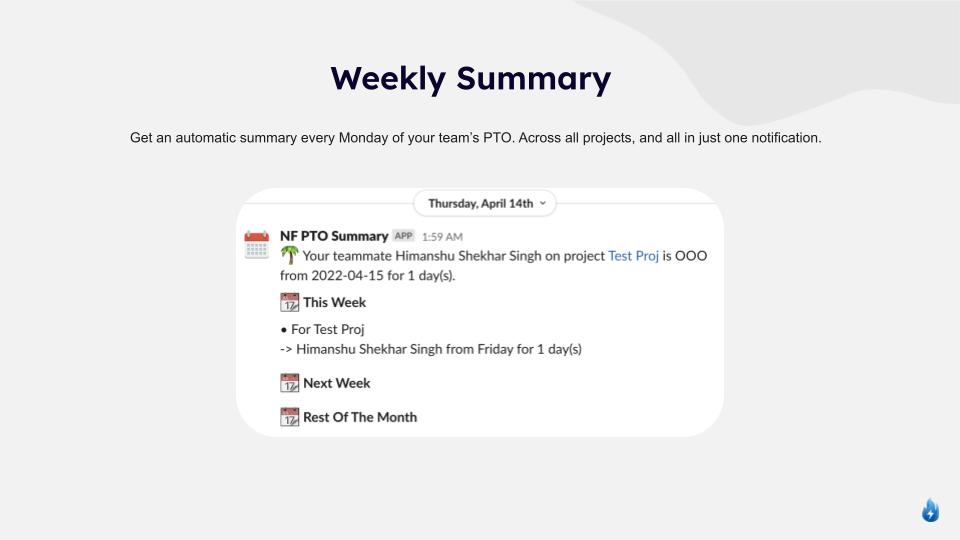 Weekly Summary
Get an automatic summary every Monday of your team's PTO. Across all projects, and all in just one notification.
Thursday, April 14th
NF PTO Summary APP 1:59 AM
Your teammate Himanshu Shekhar Singh on project Test Proj is OOO
from 2022-04-15 for 1 day(s).
17 This Week
• For Test Proj
-> Himanshu Shekhar Singh from Friday for 1 day(s)
17 Next Week
17 Rest Of The Month